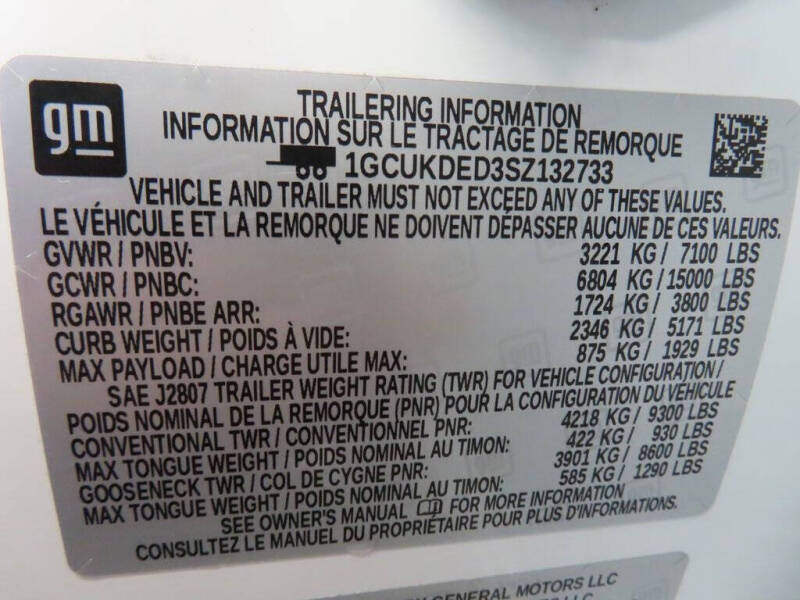 gm
TRAILERING INFORMATION
INFORMATION SUR LE TRACTAGE DE REMORQUE
1GCUKDED3SZ132733
VEHICLE AND TRAILER MUST NOT EXCEED ANY OF THESE VALUES.
LE VÉHICULE ET LA REMORQUE NE DOIVENT DÉPASSER AUCUNE DE CES VALEURS.
GVWR / PNBV: 3221 KG / 7100 LBS
GCWR / PNBC: 6804 KG / 15000 LBS
RGAWR / PNBE ARR: 1724 KG / 3800 LBS
CURB WEIGHT / POIDS À VIDE: 2346 KG / 5171 LBS
MAX PAYLOAD / CHARGE UTILE MAX: 875 KG / 1929 LBS
SAE J2807 TRAILER WEIGHT RATING (TWR) FOR VEHICLE CONFIGURATION /
POIDS NOMINAL DE LA REMORQUE (PNR) POUR LA CONFIGURATION DU VÉHICULE
CONVENTIONAL TWR / CONVENTIONNEL PNR: 4218 KG / 9300 LBS
MAX TONGUE WEIGHT / POIDS NOMINAL AU TIMON: 422 KG / 930 LBS
GOOSENECK TWR / COL DE CYGNE PNR: 3901 KG / 8600 LBS
MAX TONGUE WEIGHT / POIDS NOMINAL AU TIMON: 585 KG / 1290 LBS
SEE OWNER'S MANUAL FOR MORE INFORMATION
CONSULTEZ LE MANUEL DU PROPRIÉTAIRE POUR PLUS D'INFORMATIONS.
GENERAL MOTORS LLC
LLC